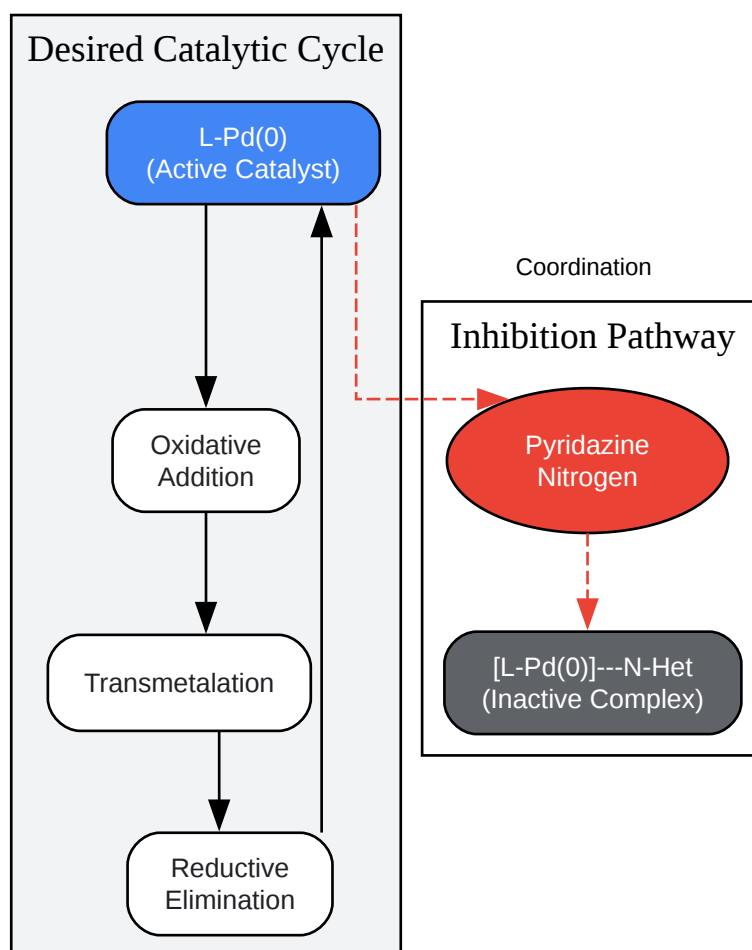 Desired Catalytic Cycle
L-Pd(0)
(Active Catalyst)
Oxidative
Addition
Transmetalation
Reductive
Elimination
Coordination
Inhibition Pathway
Pyridazine
Nitrogen
[L-Pd(0)]---N-Het
(Inactive Complex)